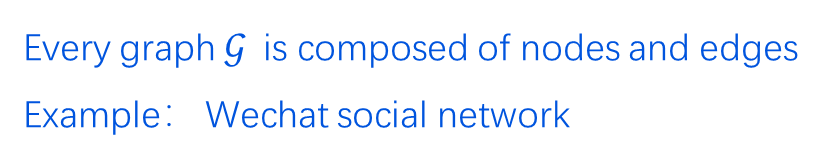 Every graph 𝒢 is composed of nodes and edges
Example： Wechat social network